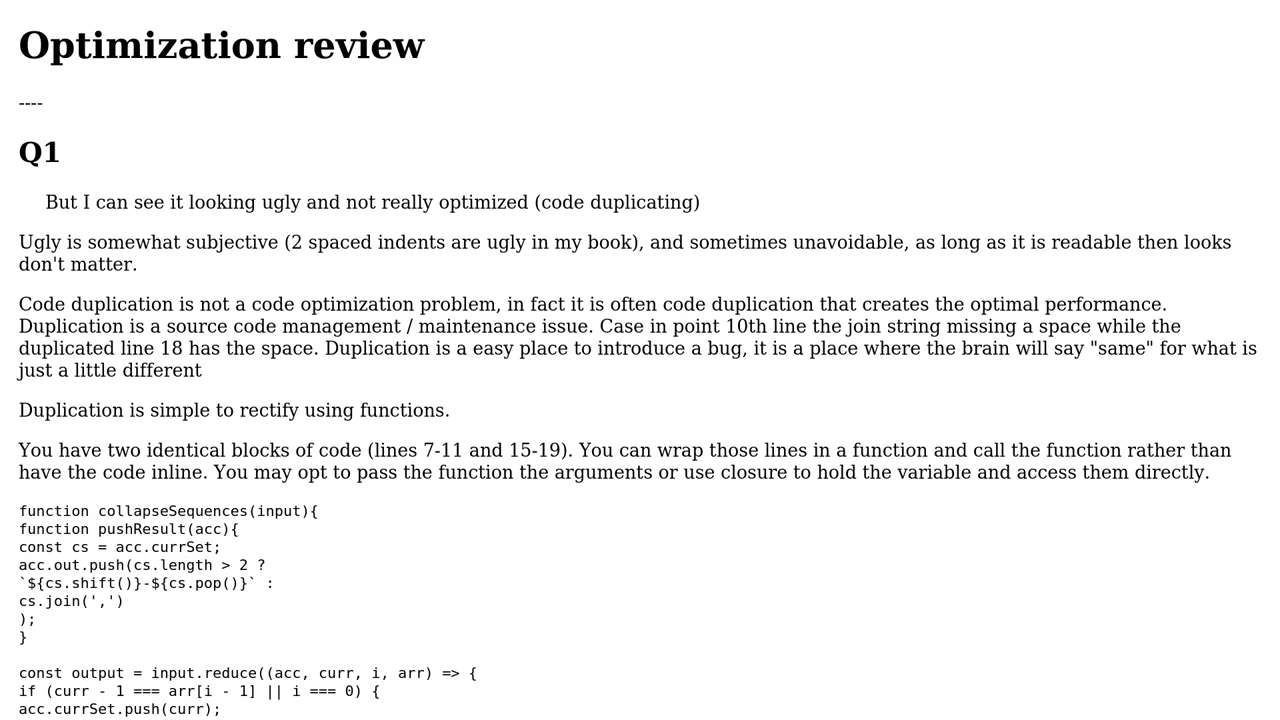 Optimization review
----
Q1
But I can see it looking ugly and not really optimized (code duplicating)
Ugly is somewhat subjective (2 spaced indents are ugly in my book), and sometimes unavoidable, as long as it is readable then looks
don't matter.
Code duplication is not a code optimization problem, in fact it is often code duplication that creates the optimal performance.
Duplication is a source code management / maintenance issue. Case in point 10th line the join string missing a space while the
duplicated line 18 has the space. Duplication is a easy place to introduce a bug, it is a place where the brain will say "same" for what is
just a little different
Duplication is simple to rectify using functions.
You have two identical blocks of code (lines 7-11 and 15-19). You can wrap those lines in a function and call the function rather than
have the code inline. You may opt to pass the function the arguments or use closure to hold the variable and access them directly.
function collapseSequences(input){
function pushResult(acc){
const cs = acc.currSet;
acc.out.push(cs.length > 2 ?
`${cs.shift()}-${cs.pop()}` :
cs.join(',')
);
}
const output = input.reduce((acc, curr, i, arr) => {
if (curr - 1 === arr[i - 1] || i === 0) {
acc.currSet.push(curr);